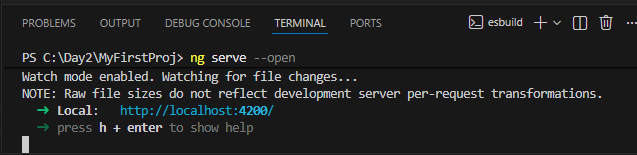 PROBLEMS OUTPUT DEBUG CONSOLE TERMINAL PORTS esbuild
PS C:\Day2\MyFirstProj> ng serve --open
Watch mode enabled. Watching for file changes...
NOTE: Raw file sizes do not reflect development server per-request transformations.
➜ Local: http://localhost:4200/
➜ press h + enter to show help